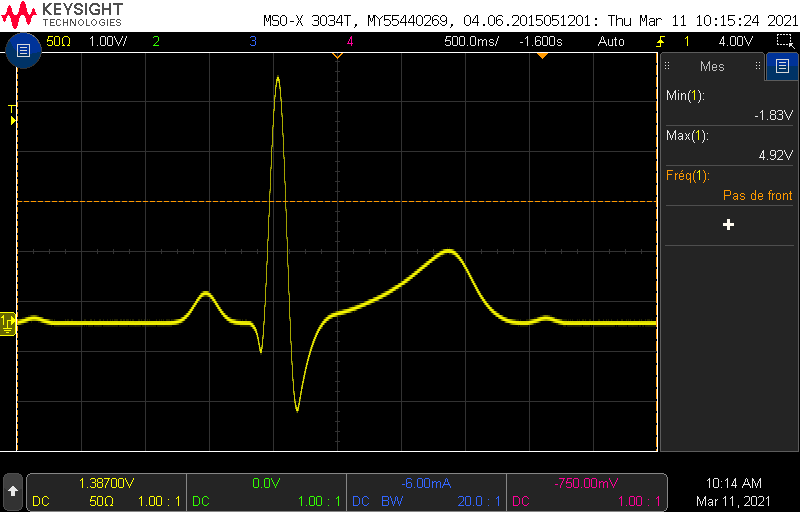 KEYSIGHT
TECHNOLOGIES
MSO-X 3034T, MY55440269, 04.06.2015051201: Thu Mar 11 10:15:24 2021
50Ω 1.00V/ 2 3 4 500.0ms/ -1.600s Auto 1 4.00V
T
1
Mes
Min(1):
-1.83V
Max(1):
4.92V
Fréq(1):
Pas de front
1.38700V 0.0V -6.00mA -750.00mV
DC 50Ω 1.00 : 1 DC 1.00 : 1 DC BW 20.0 : 1 DC 1.00 : 1
10:14 AM
Mar 11, 2021